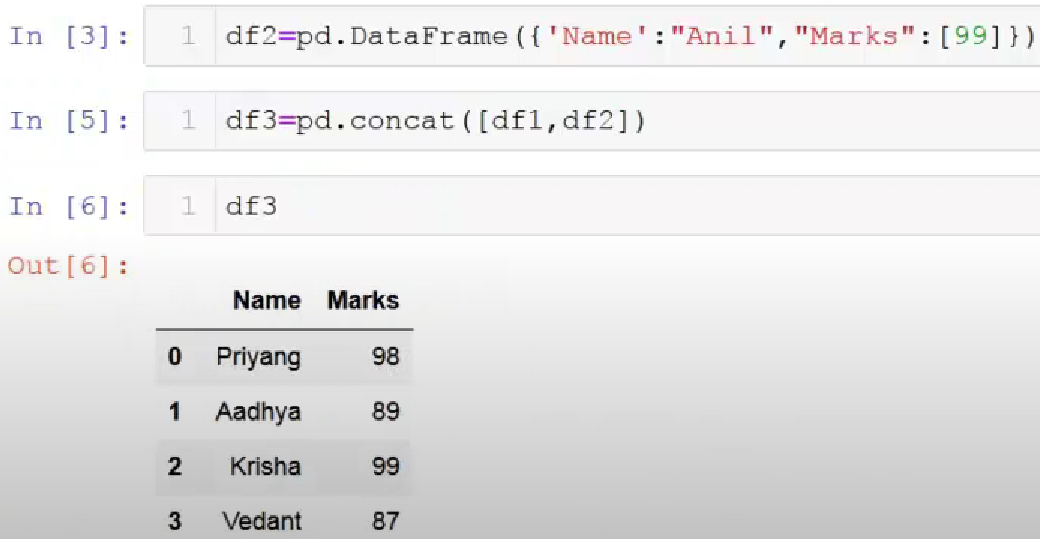 In [3]: 1 df2=pd.DataFrame({'Name':"Anil","Marks":[99]})
In [5]: 1 df3=pd.concat([df1,df2])
In [6]: 1 df3
Out[6]:
Name Marks
0 Priyang 98
1 Aadhya 89
2 Krisha 99
3 Vedant 87